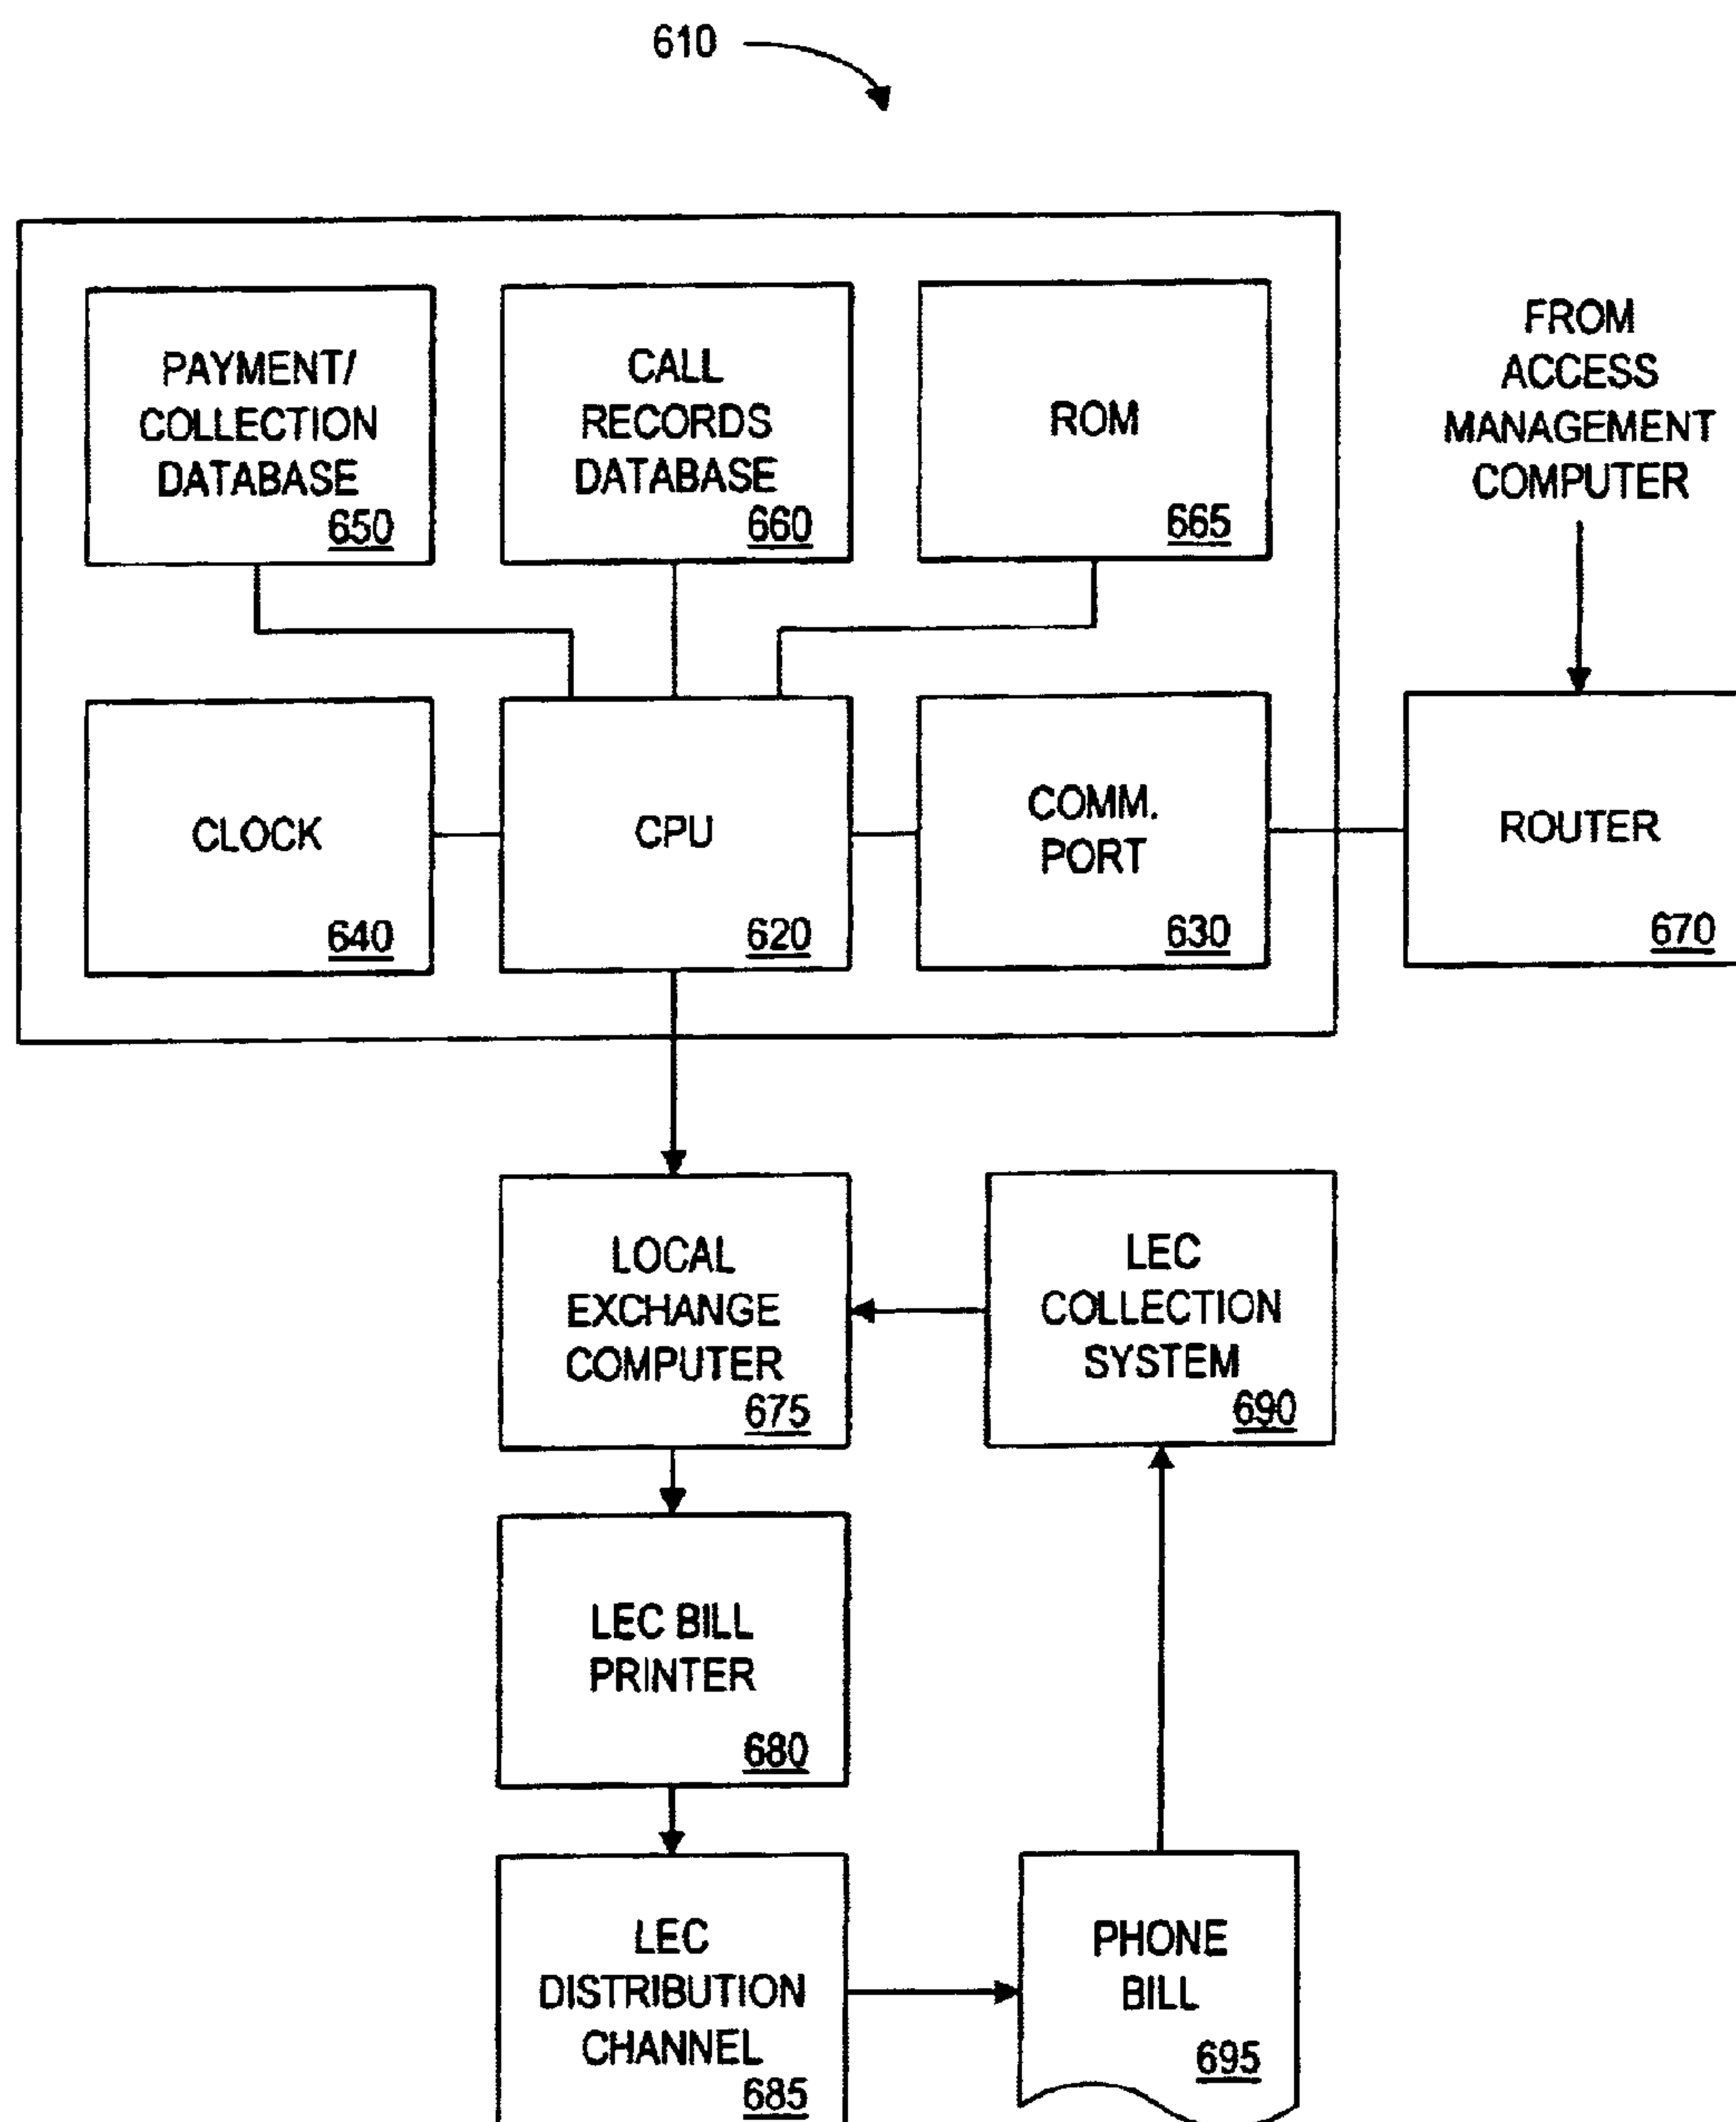 610
PAYMENT/
COLLECTION
DATABASE
650
CALL
RECORDS
DATABASE
660
ROM
665
FROM
ACCESS
MANAGEMENT
COMPUTER
CLOCK
640
CPU
620
COMM.
PORT
630
ROUTER
670
LOCAL
EXCHANGE
COMPUTER
675
LEC
COLLECTION
SYSTEM
690
LEC BILL
PRINTER
680
LEC
DISTRIBUTION
CHANNEL
685
PHONE
BILL
695